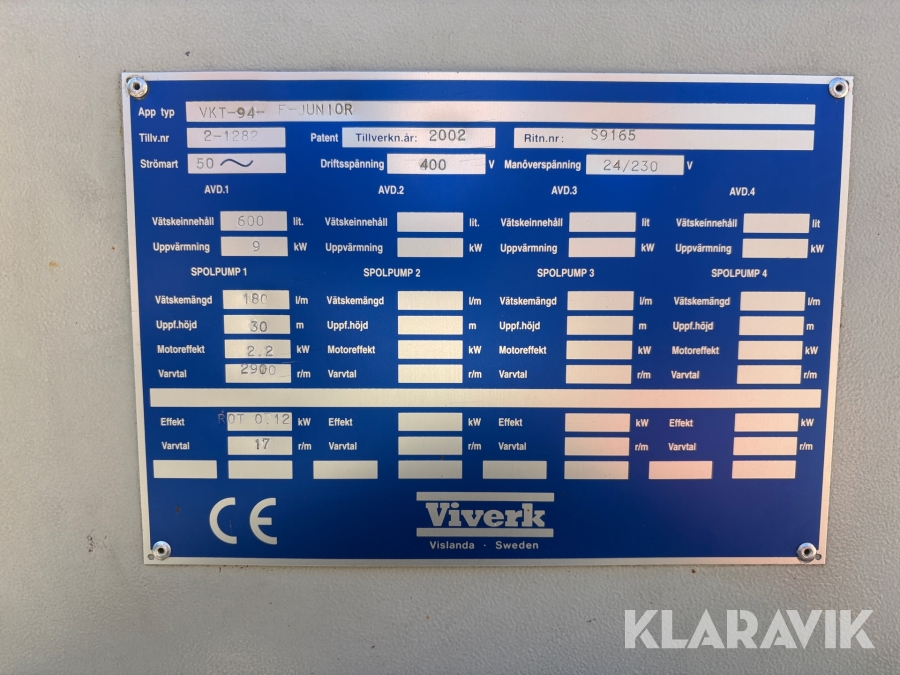 App typ VKT-94- F-JUNIOR
Tillv.nr 2-1282 Patent Tillverkn.år: 2002 Ritn.nr: S9165
Strömart 50 Driftsspänning 400 V Manöverspänning 24/230 V
AVD.1 AVD.2 AVD.3 AVD.4
Vätskeinnehåll 600 lit. Vätskeinnehåll lit. Vätskeinnehåll lit Vätskeinnehåll lit
Uppvärmning 9 kW Uppvärmning kW Uppvärmning kW Uppvärmning kW
SPOLPUMP 1 SPOLPUMP 2 SPOLPUMP 3 SPOLPUMP 4
Vätskemängd 180 l/m Vätskemängd l/m Vätskemängd l/m Vätskemängd l/m
Uppf.höjd 30 m Uppf.höjd m Uppf.höjd m Uppf.höjd m
Motoreffekt 2.2 kW Motoreffekt kW Motoreffekt kW Motoreffekt kW
Varvtal 2900 r/m Varvtal r/m Varvtal r/m Varvtal r/m
Effekt ROT 0.12 kW Effekt kW Effekt kW Effekt kW
Varvtal 17 r/m Varvtal r/m Varvtal r/m Varvtal r/m
CE Viverk
Vislanda - Sweden
KLARAVIK